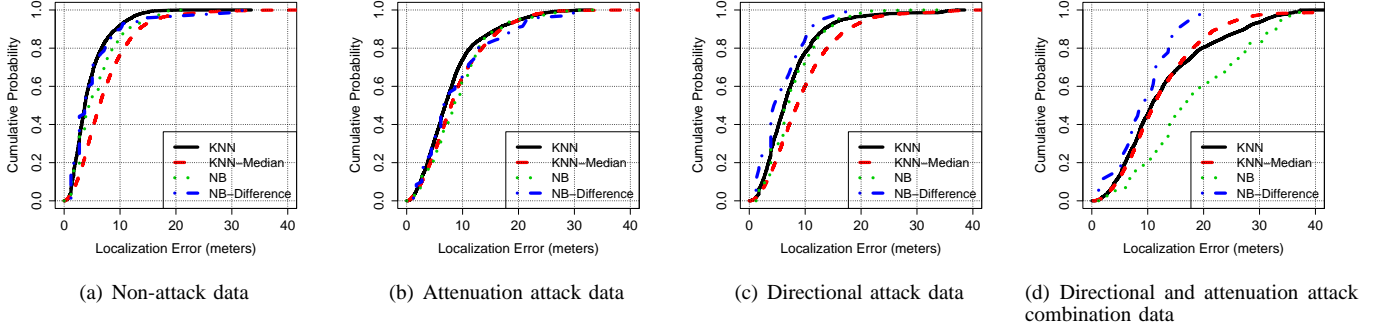 Cumulative Probability
0.0 0.2 0.4 0.6 0.8 1.0
KNN
KNN−Median
NB
NB−Difference
0 10 20 30 40
Localization Error (meters)
(a) Non-attack data
Cumulative Probability
0.0 0.2 0.4 0.6 0.8 1.0
KNN
KNN−Median
NB
NB−Difference
0 10 20 30 40
Localization Error (meters)
(b) Attenuation attack data
Cumulative Probability
0.0 0.2 0.4 0.6 0.8 1.0
KNN
KNN−Median
NB
NB−Difference
0 10 20 30 40
Localization Error (meters)
(c) Directional attack data
Cumulative Probability
0.0 0.2 0.4 0.6 0.8 1.0
KNN
KNN−Median
NB
NB−Difference
0 10 20 30 40
Localization Error (meters)
(d) Directional and attenuation attack
combination data